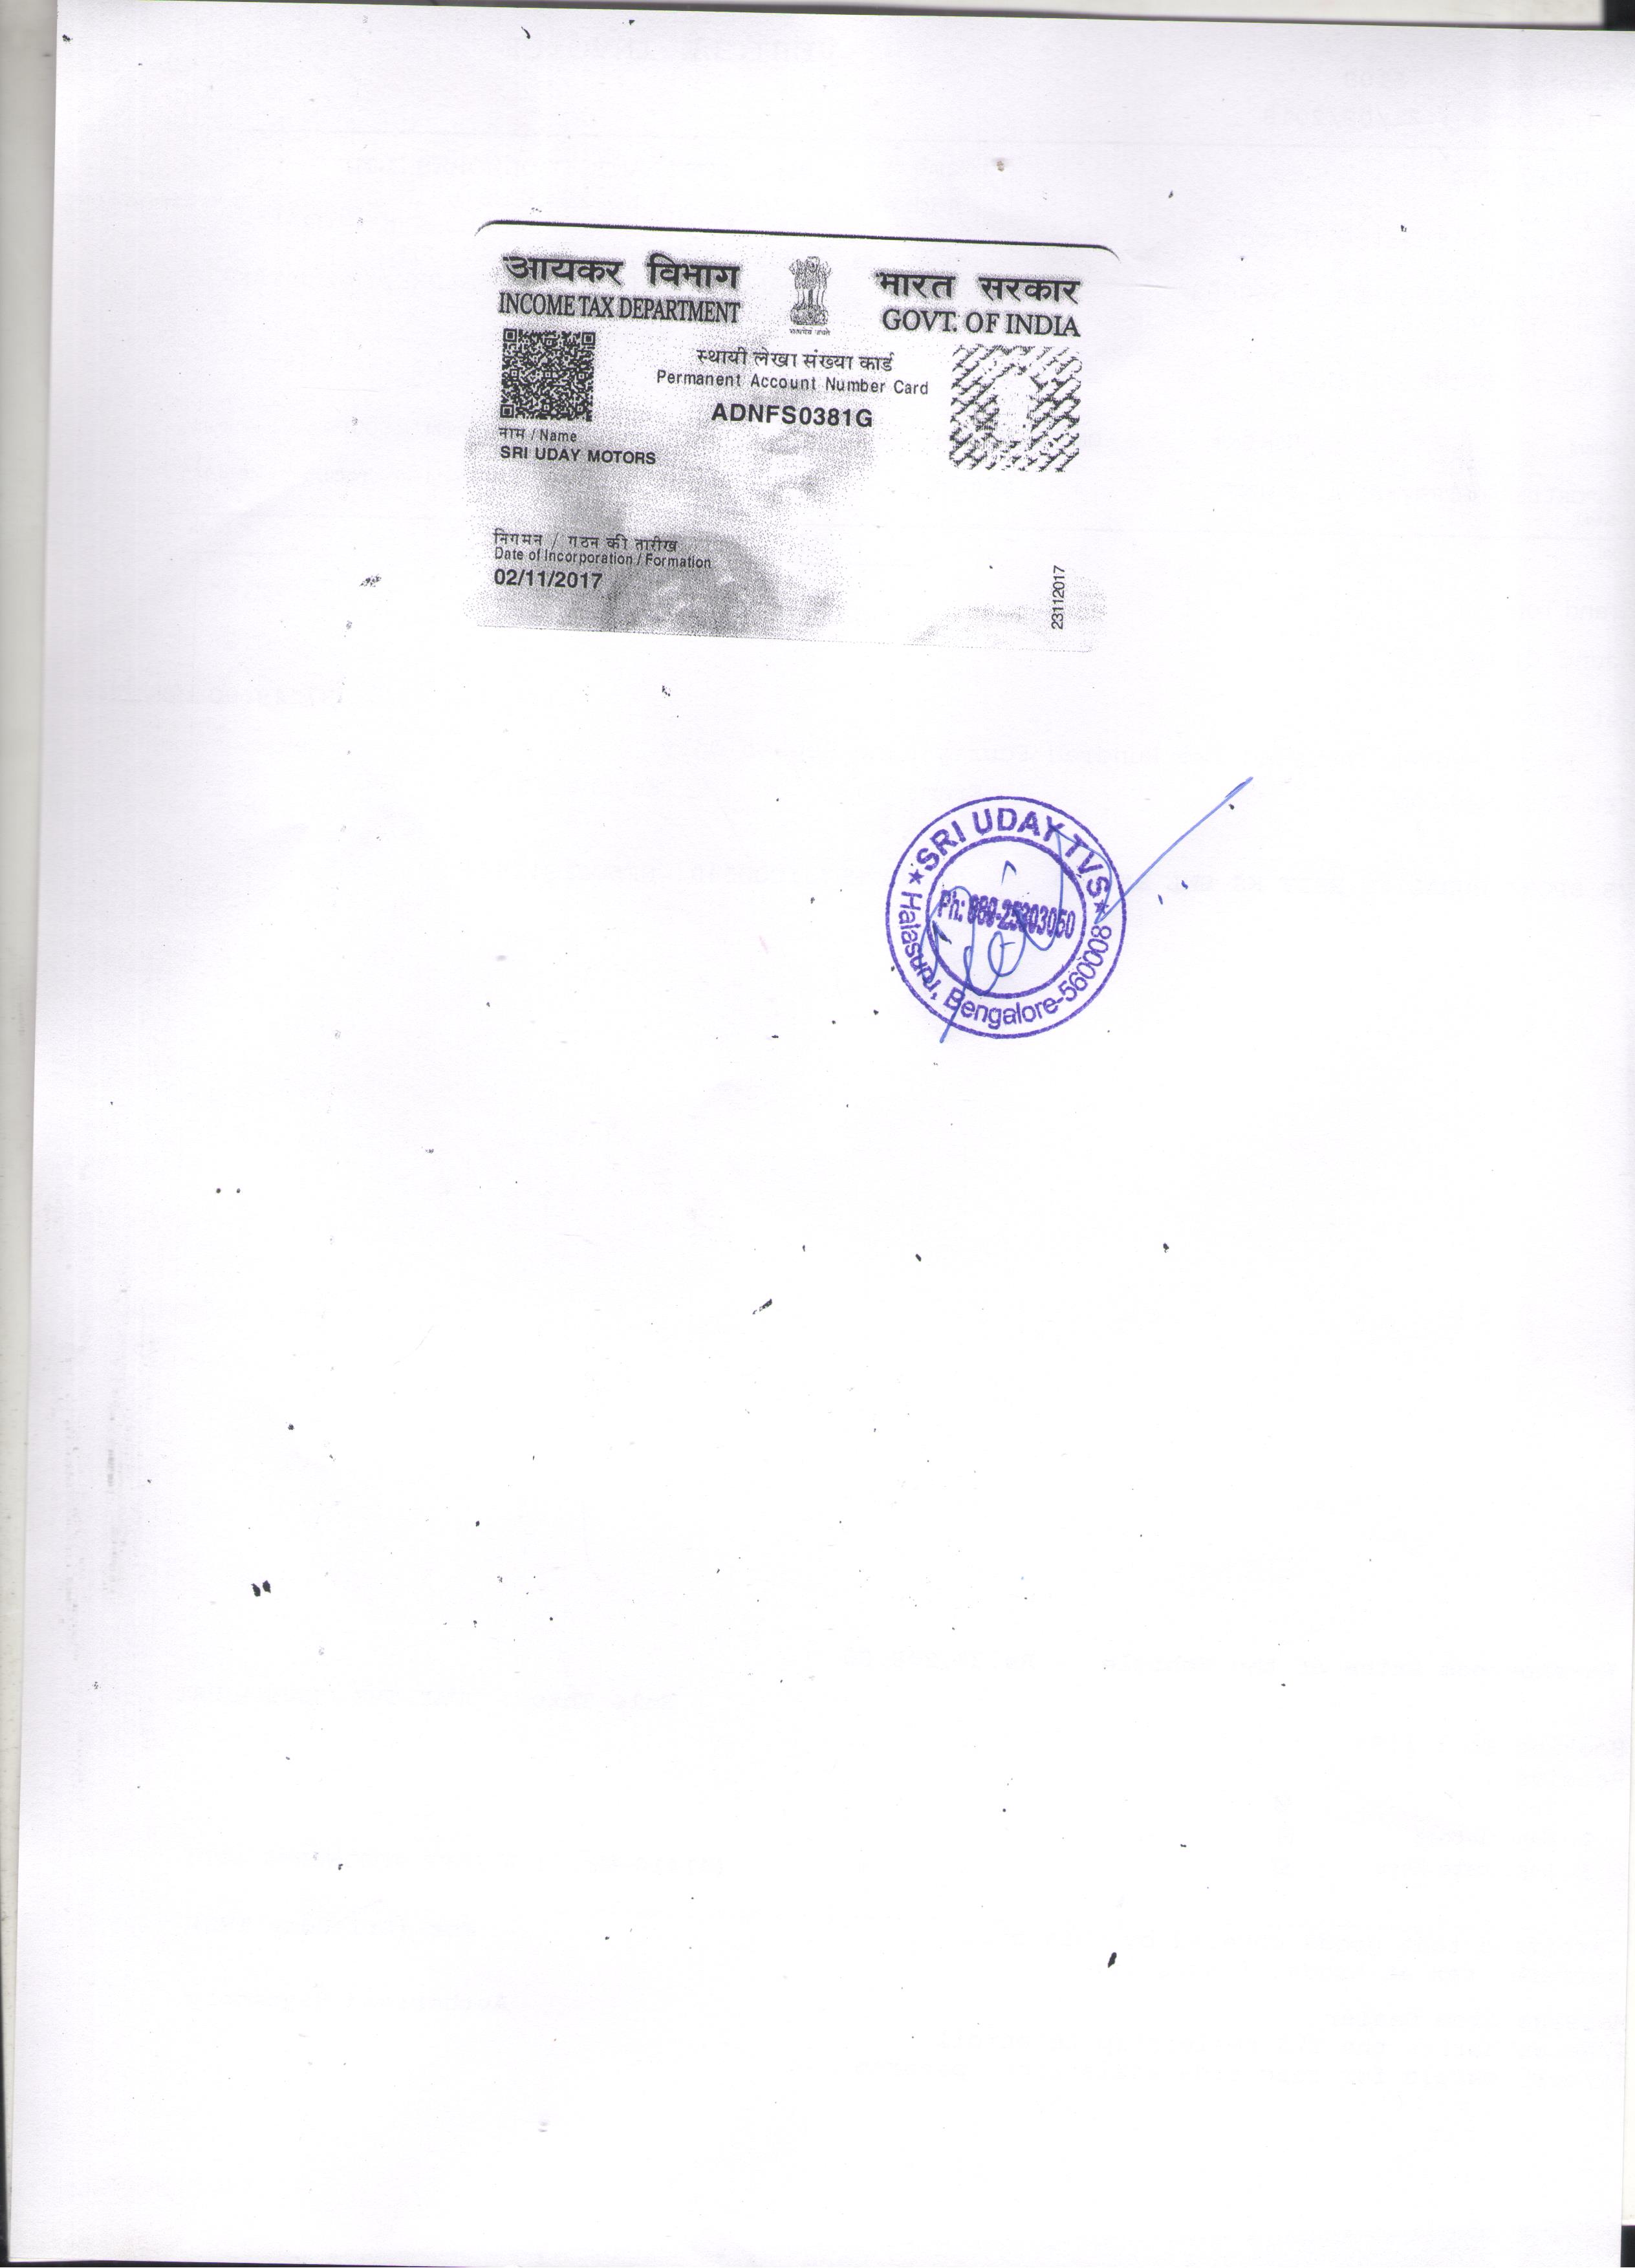 आयकर विभाग
INCOME TAX DEPARTMENT
भारत सरकार
GOVT. OF INDIA
सत्यमेव जयते
स्थायी लेखा संख्या कार्ड
Permanent Account Number Card
ADNFS0381G
नाम / Name
SRI UDAY MOTORS
निगमन / गठन की तारीख
Date of Incorporation / Formation
02/11/2017
23112017
SRI UDAY TVS
Ph: 080-25303050
Halasuru, Bengalore-560008